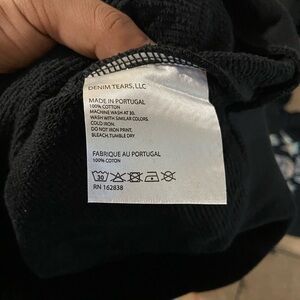 DENIM TEARS, LLC
MADE IN PORTUGAL
100% COTTON
MACHINE WASH AT 30.
WASH WITH SIMILAR COLORS.
COLD IRON.
DO NOT IRON PRINT.
BLEACH, TUMBLE DRY
FABRIQUE AU PORTUGAL
100% COTTON
30
RN 162838